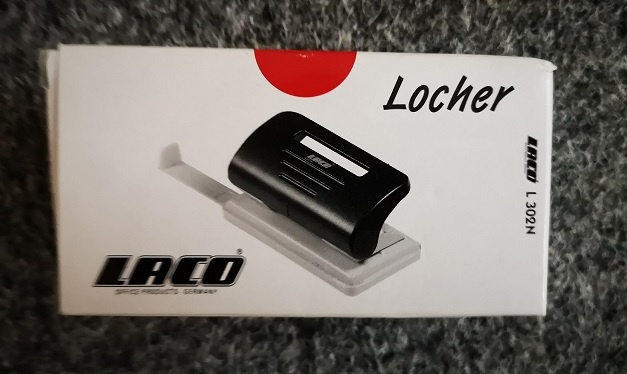 Locher
LACO
LACO L 302N
LACO®
OFFICE PRODUCTS GERMANY